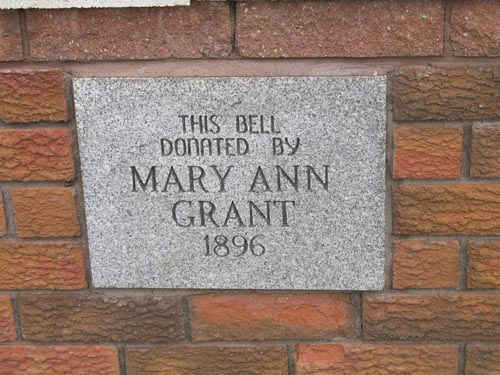 THIS BELL
DONATED BY
MARY ANN
GRANT
1896